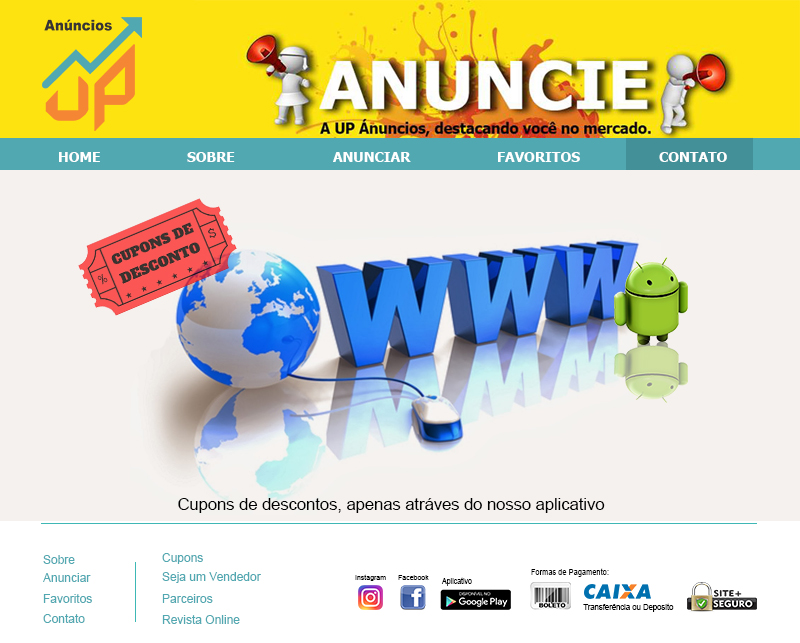 Anúncios
UP
ANUNCIE
A UP Ánuncios, destacando você no mercado.
HOME SOBRE ANUNCIAR FAVORITOS CONTATO
CUPONS DE
DESCONTO
% $
WWW
Cupons de descontos, apenas atráves do nosso aplicativo
Sobre
Anunciar
Favoritos
Contato
Cupons
Seja um Vendedor
Parceiros
Revista Online
Instagram
Facebook
Aplicativo
DISPONÍVEL NO
Google Play
Formas de Pagamento:
BOLETO
CAIXA
Transferência ou Deposito
SITE+
SEGURO